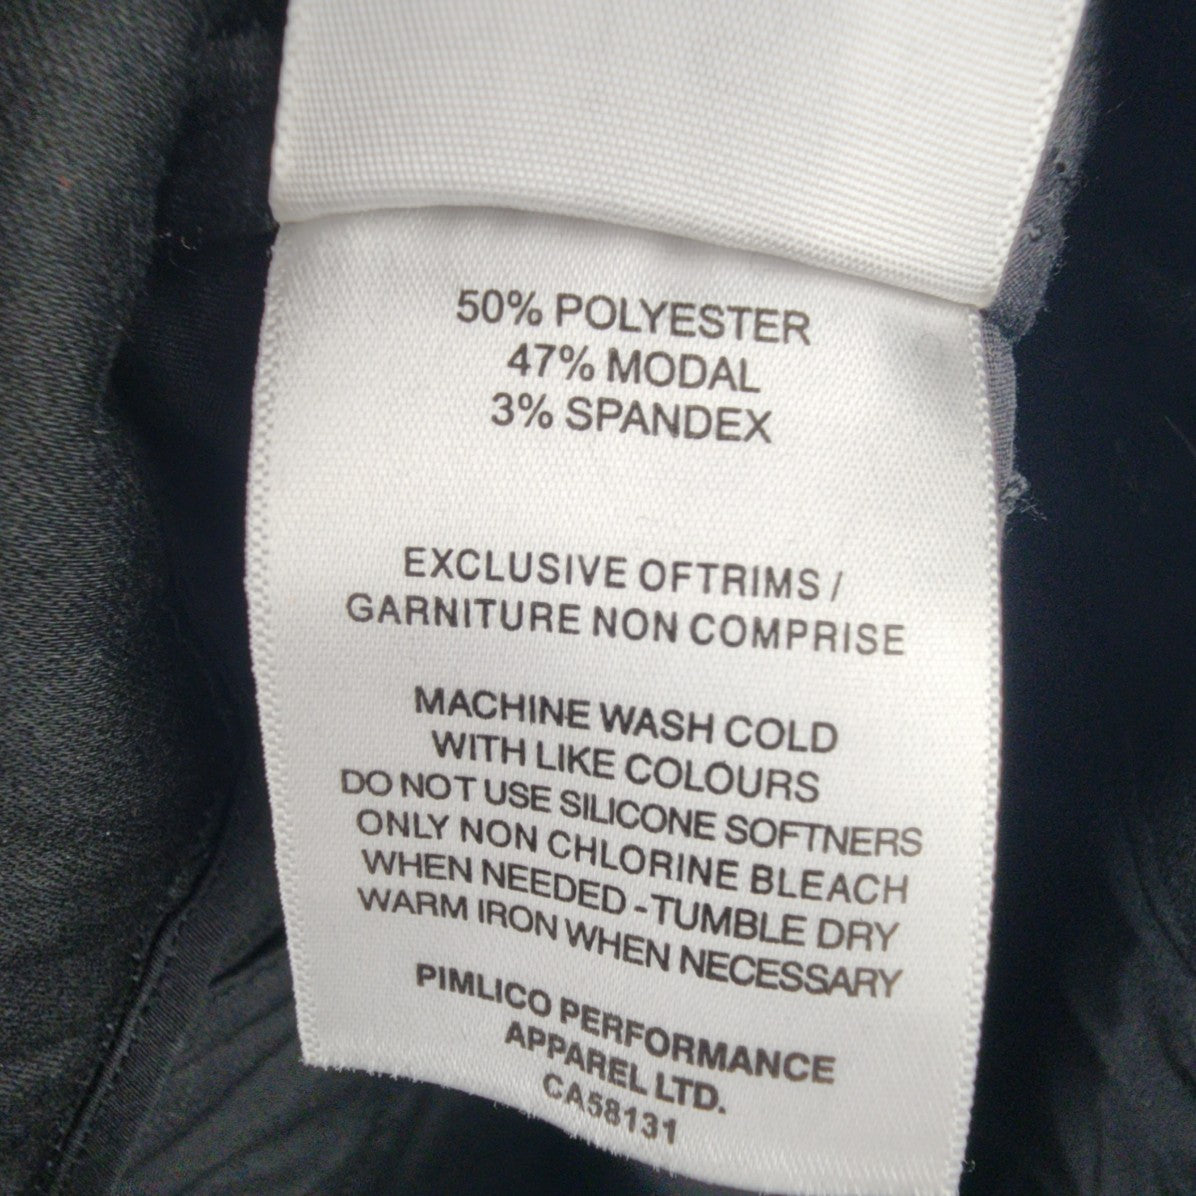 50% POLYESTER
47% MODAL
3% SPANDEX
EXCLUSIVE OFTRIMS /
GARNITURE NON COMPRISE
MACHINE WASH COLD
WITH LIKE COLOURS
DO NOT USE SILICONE SOFTNERS
ONLY NON CHLORINE BLEACH
WHEN NEEDED - TUMBLE DRY
WARM IRON WHEN NECESSARY
PIMLICO PERFORMANCE
APPAREL LTD.
CA58131